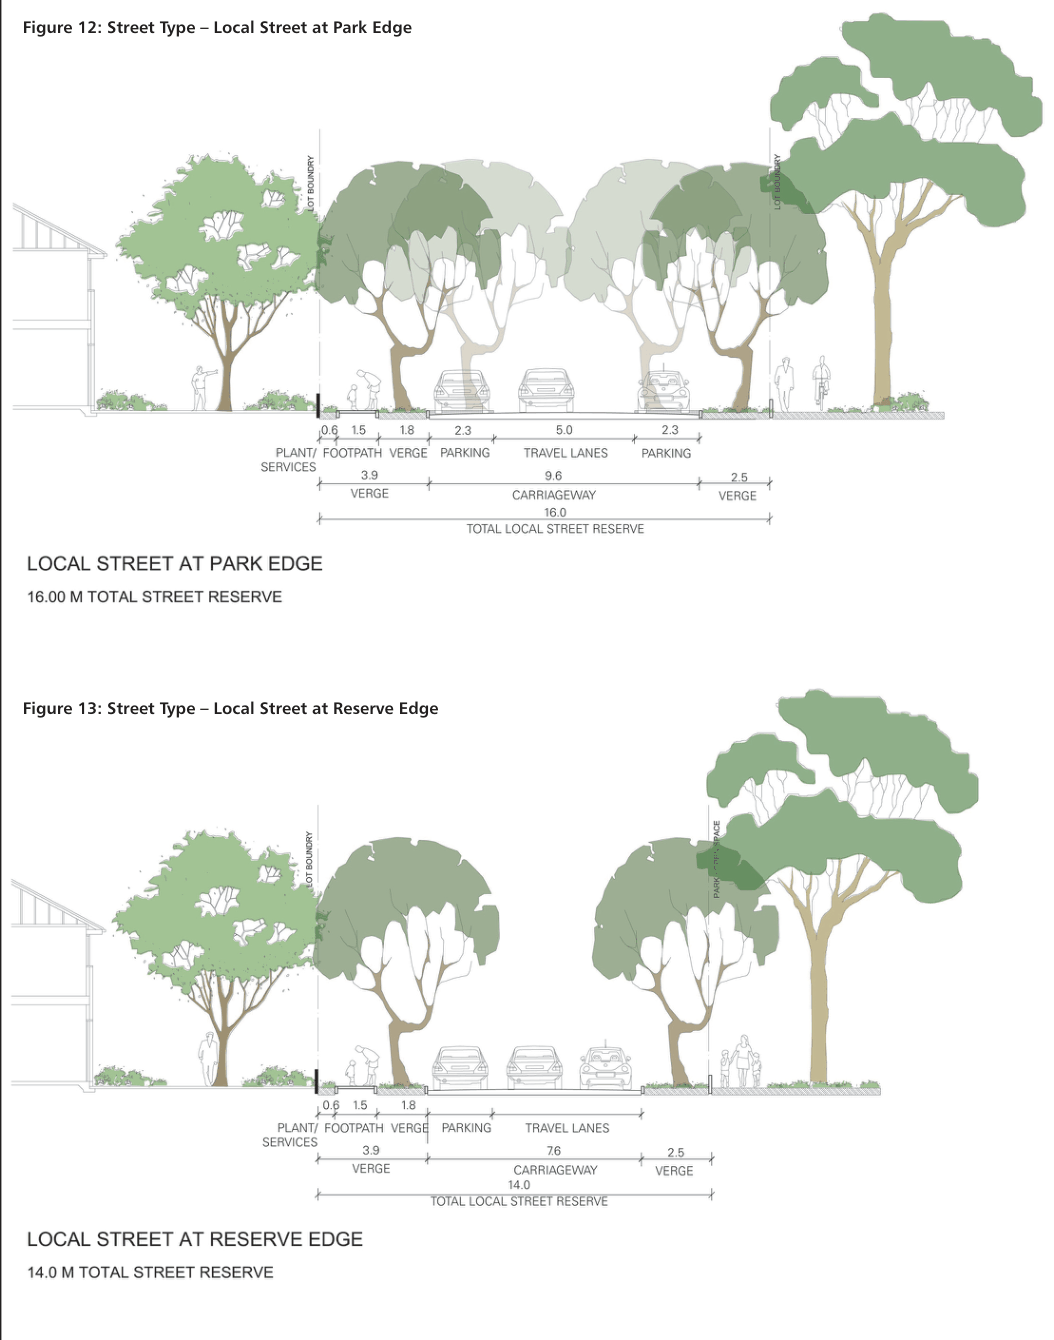 Figure 12: Street Type – Local Street at Park Edge
LOT BOUNDRY
LOT BOUNDRY
0.6 1.5 1.8 2.3 5.0 2.3
PLANT/ FOOTPATH VERGE PARKING TRAVEL LANES PARKING
SERVICES
3.9 9.6 2.5
VERGE CARRIAGEWAY VERGE
16.0
TOTAL LOCAL STREET RESERVE
LOCAL STREET AT PARK EDGE
16.00 M TOTAL STREET RESERVE
Figure 13: Street Type – Local Street at Reserve Edge
LOT BOUNDRY
PARK
0.6 1.5 1.8
PLANT/ FOOTPATH VERGE PARKING TRAVEL LANES
SERVICES
3.9 7.6 2.5
VERGE CARRIAGEWAY VERGE
14.0
TOTAL LOCAL STREET RESERVE
LOCAL STREET AT RESERVE EDGE
14.0 M TOTAL STREET RESERVE